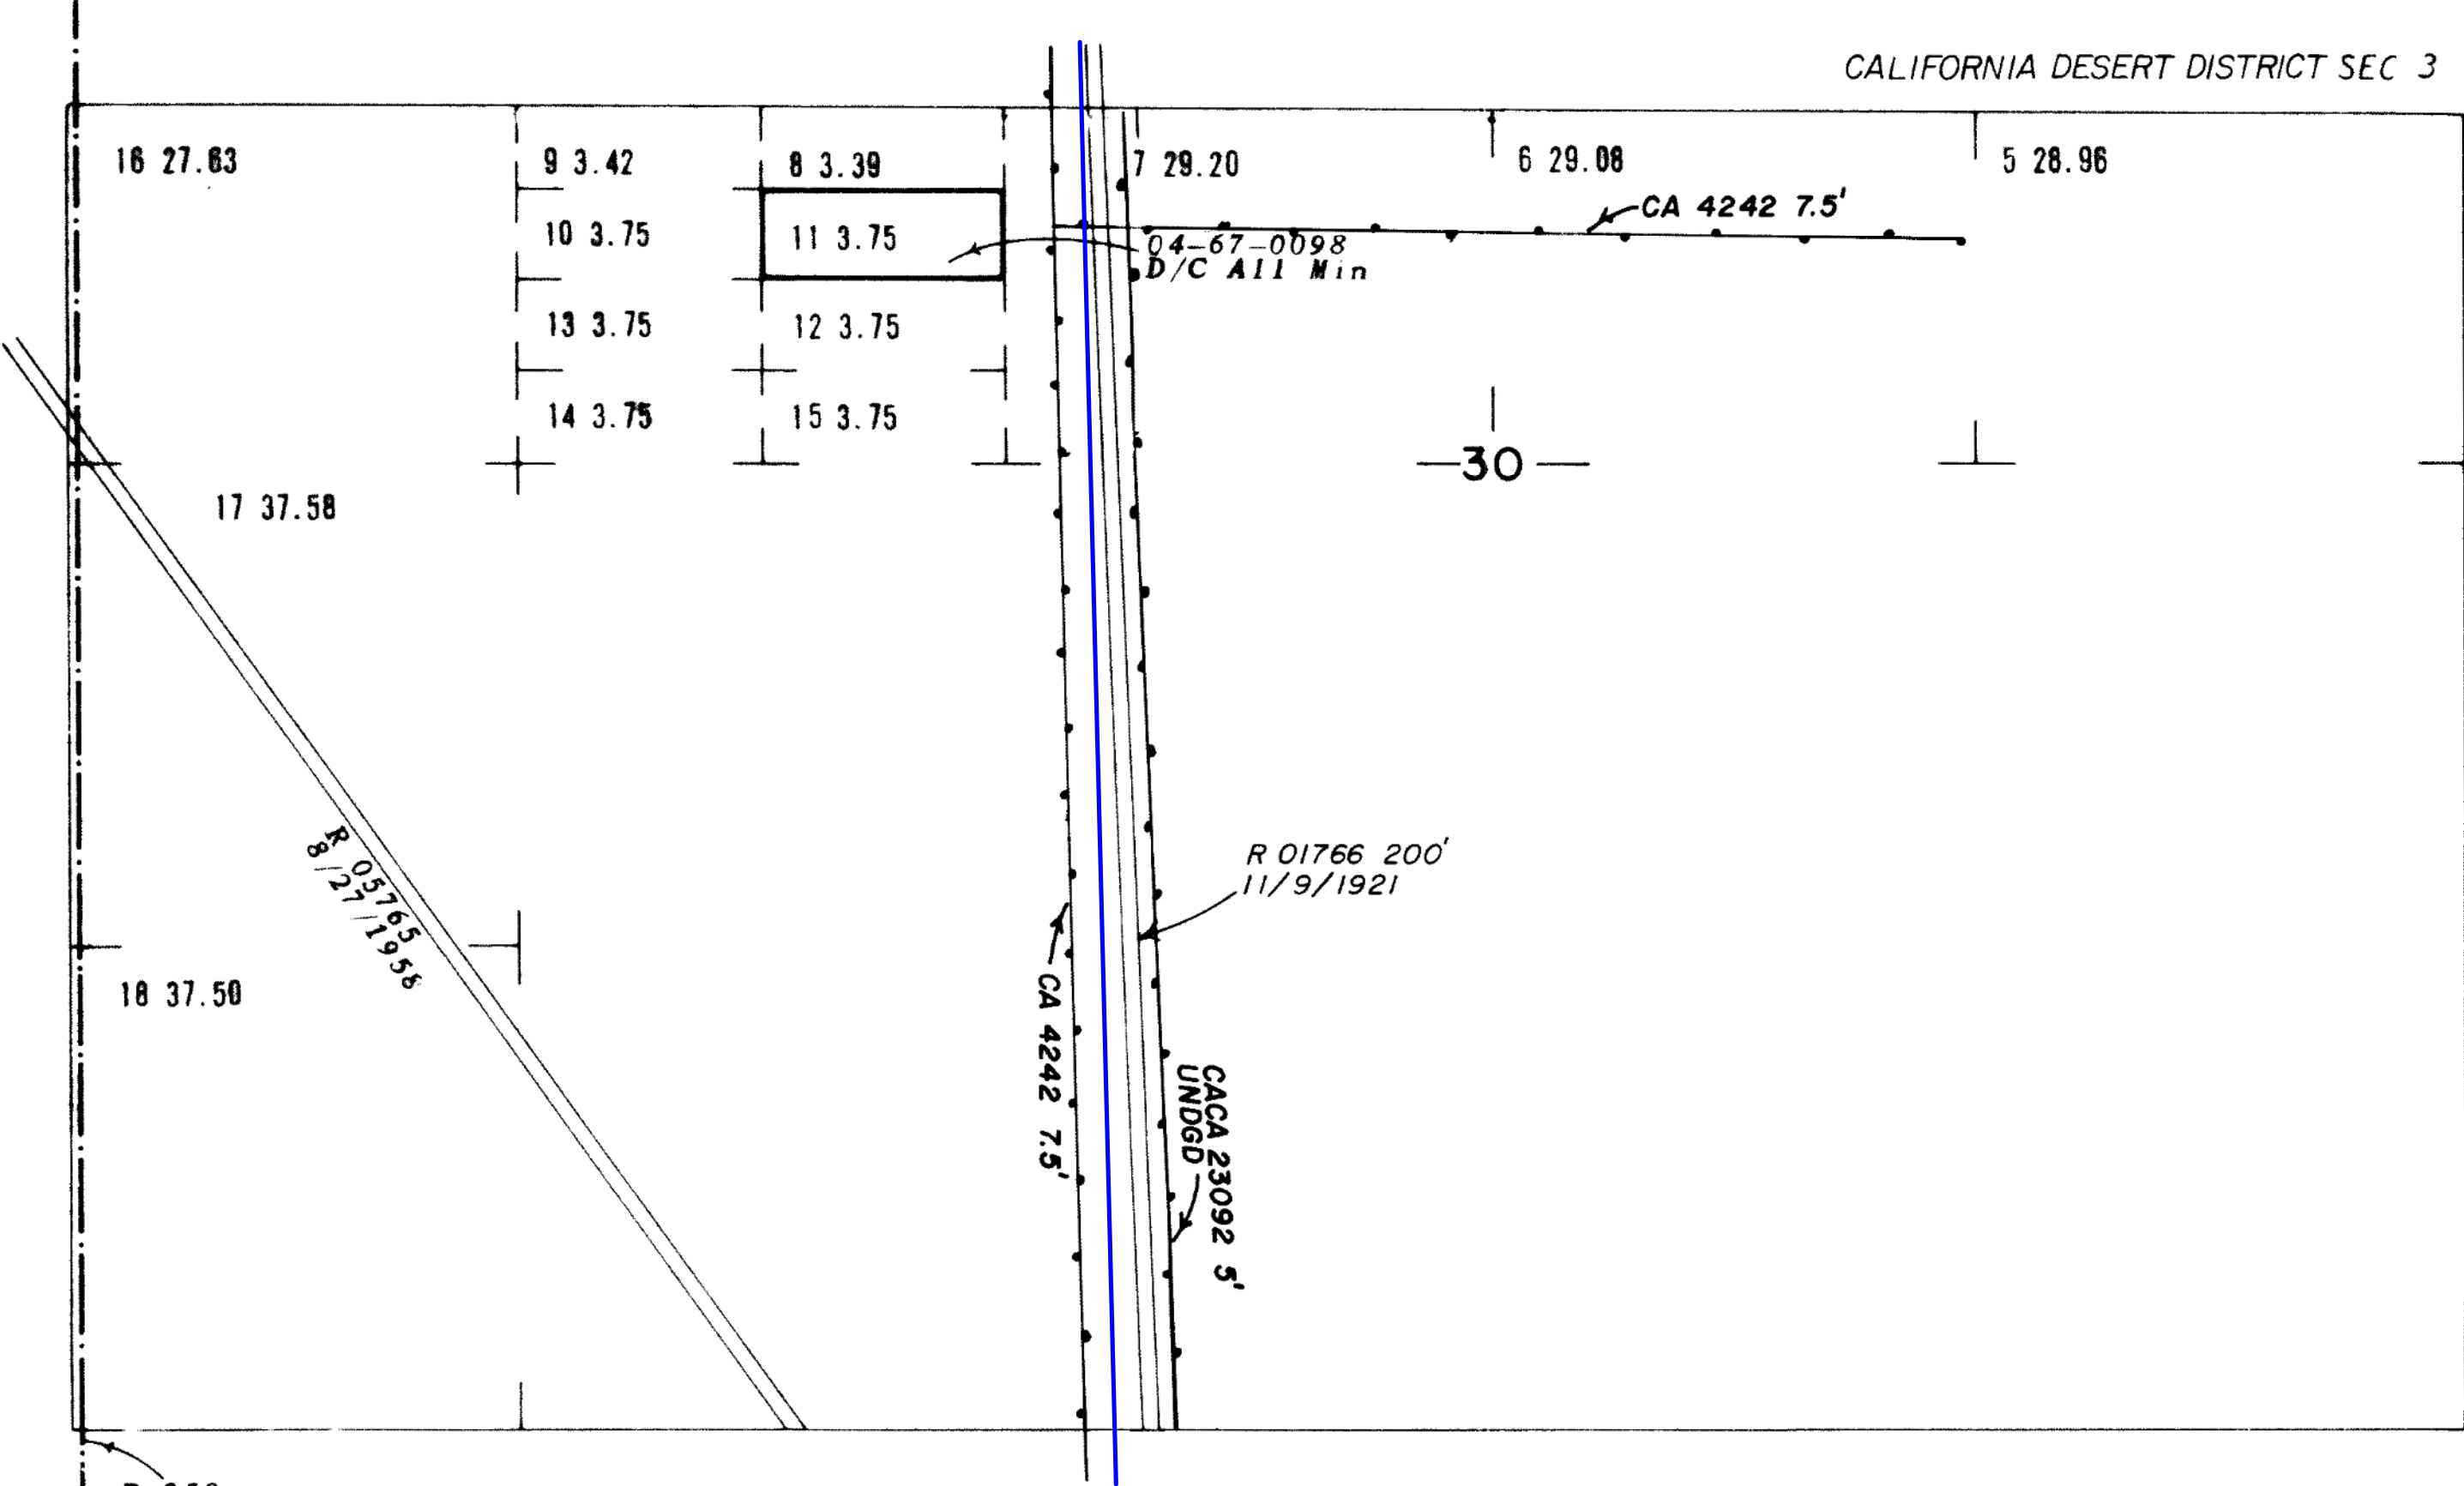 CALIFORNIA DESERT DISTRICT SEC 3
16 27.63
9 3.42
8 3.39
7 29.20
6 29.08
5 28.96
CA 4242 7.5'
10 3.75
11 3.75
04-67-0098
D/C All Min
13 3.75
12 3.75
14 3.75
15 3.75
30
17 37.58
R 05765
8/27/1958
R 01766 200'
11/9/1921
18 37.50
CA 4242 7.5'
CACA 23092 5'
UNDGD